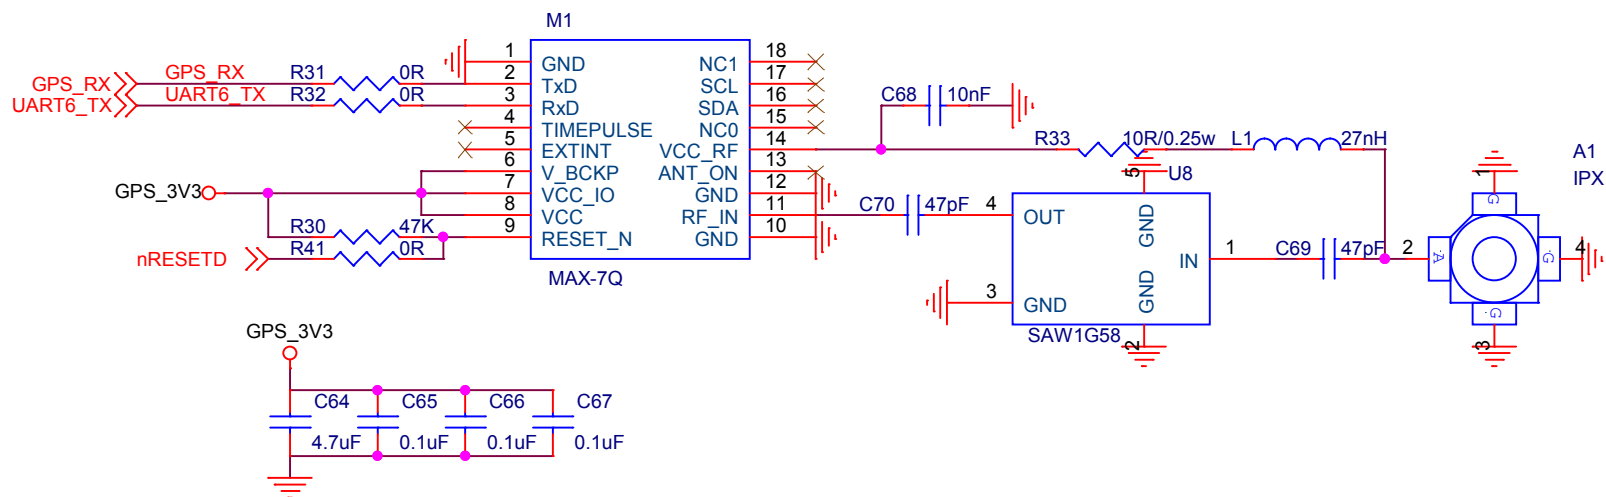 M1
1 GND
2 TxD
3 RxD
4 TIMEPULSE
5 EXTINT
6 V_BCKP
7 VCC_IO
8 VCC
9 RESET_N
NC1 18
SCL 17
SDA 16
NC0 15
VCC_RF 14
ANT_ON 13
GND 12
RF_IN 11
GND 10
MAX-7Q
GPS_RX GPS_RX R31 0R
UART6_TX UART6_TX R32 0R
GPS_3V3
R30 47K
nRESETD R41 0R
C68 10nF
R33 10R/0.25w L1 27nH
C70 47pF
5 U8
4 OUT
GND
IN 1
3 GND
GND
2
SAW1G58
C69 47pF
A1
IPX
1
G
2 A
G 4
G
3
GPS_3V3
C64 C65 C66 C67
4.7uF 0.1uF 0.1uF 0.1uF